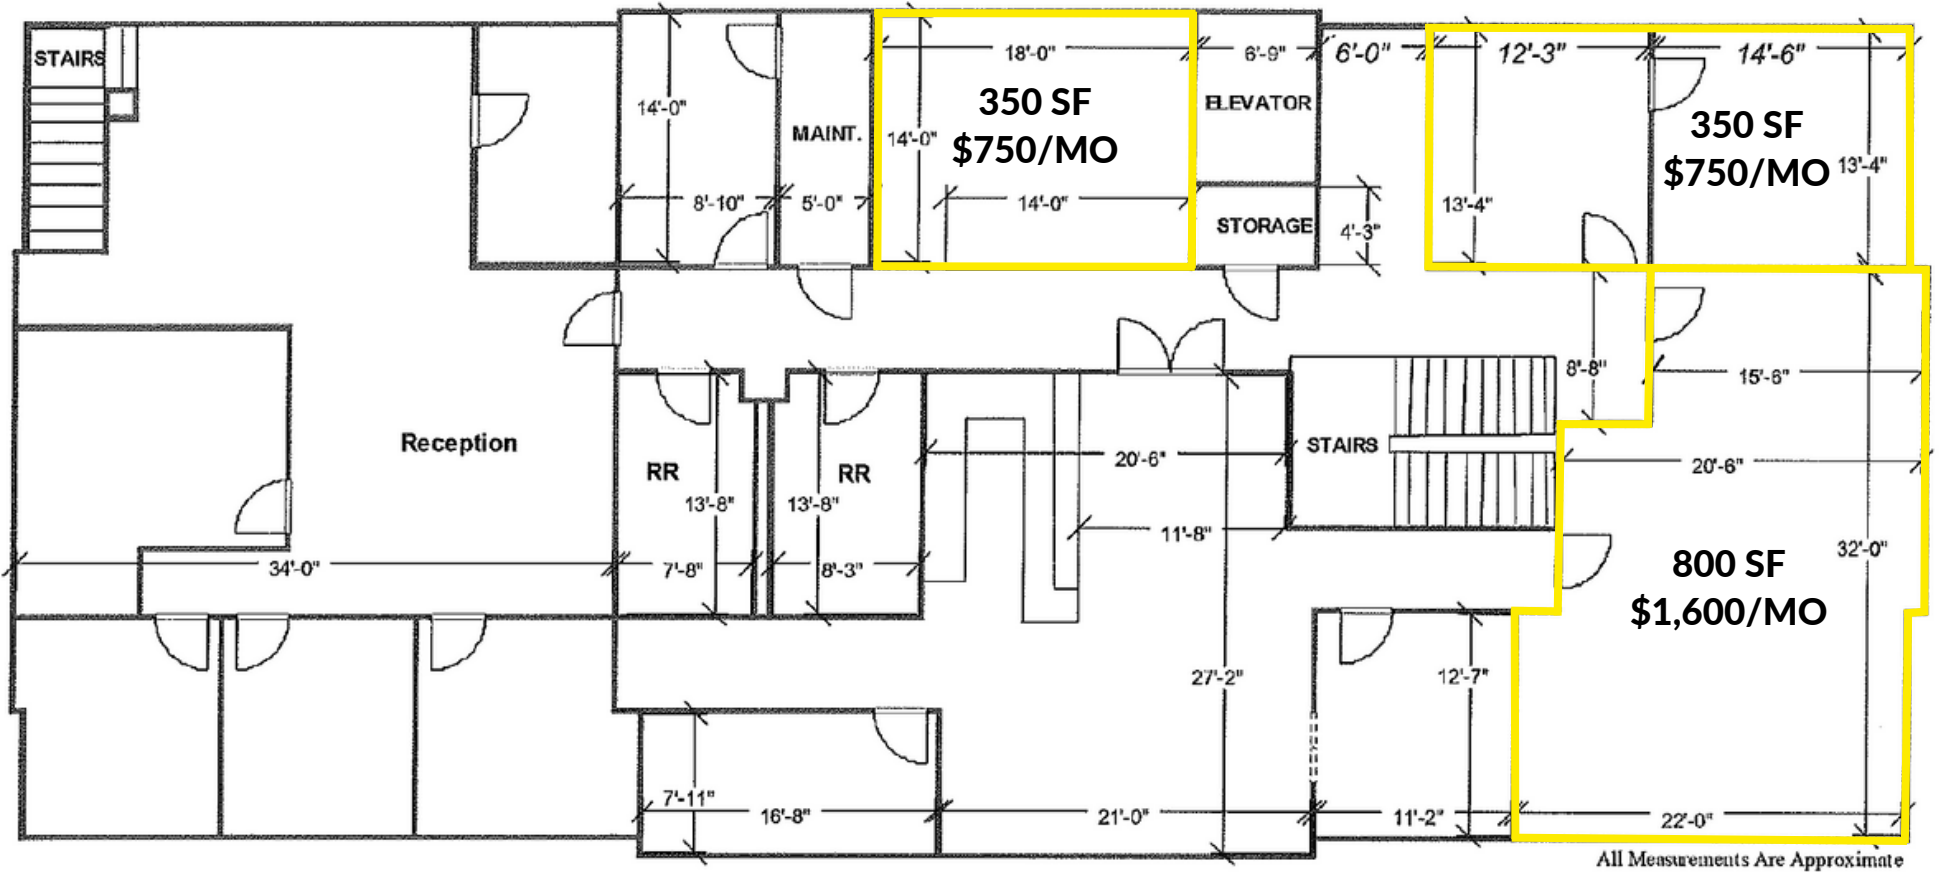 STAIRS
18'-0"
6'-9"
6'-0"
12'-3"
14'-6"
350 SF
$750/MO
ELEVATOR
14'-0"
MAINT.
14'-0"
350 SF
$750/MO
13'-4"
8'-10"
5'-0"
14'-0"
STORAGE
4'-3"
13'-4"
8'-8"
15'-6"
Reception
RR
RR
20'-6"
STAIRS
20'-6"
13'-8"
13'-8"
11'-8"
34'-0"
7'-8"
8'-3"
32'-0"
800 SF
$1,600/MO
27'-2"
12'-7"
7'-11"
16'-8"
21'-0"
11'-2"
22'-0"
All Measurements Are Approximate